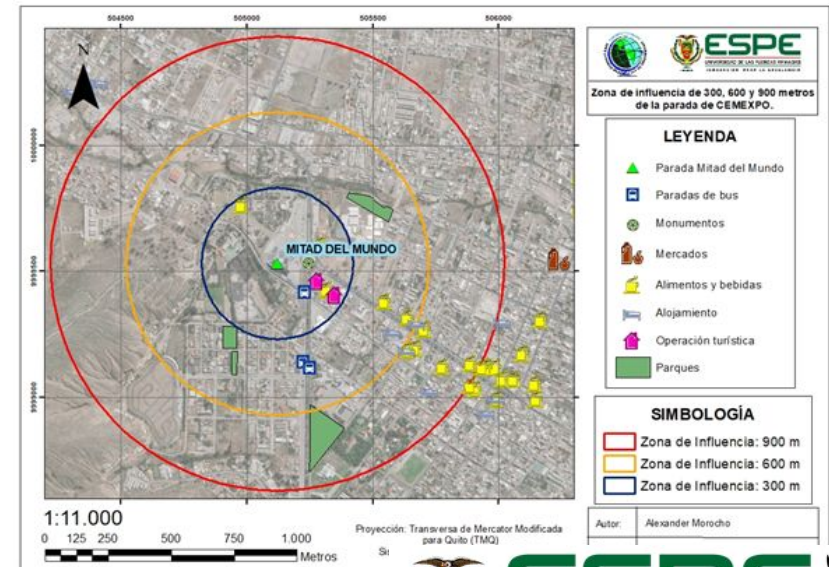 504500 505000 505500 506000
10000000
9999500
9999000
N
MITAD DEL MUNDO
ESPE
UNIVERSIDAD DE LAS FUERZAS ARMADAS
INNOVACIÓN PARA LA EXCELENCIA
Zona de influencia de 300, 600 y 900 metros
de la parada de CEMEXPO.
LEYENDA
Parada Mitad del Mundo
Paradas de bus
Monumentos
Mercados
Alimentos y bebidas
Alojamiento
Operación turística
Parques
SIMBOLOGÍA
Zona de Influencia: 900 m
Zona de Influencia: 600 m
Zona de Influencia: 300 m
Autor: Alexander Morocho
1:11.000
0 125 250 500 750 1.000
Metros
Proyección: Transversa de Mercator Modificada
para Quito (TMQ)
ESPE